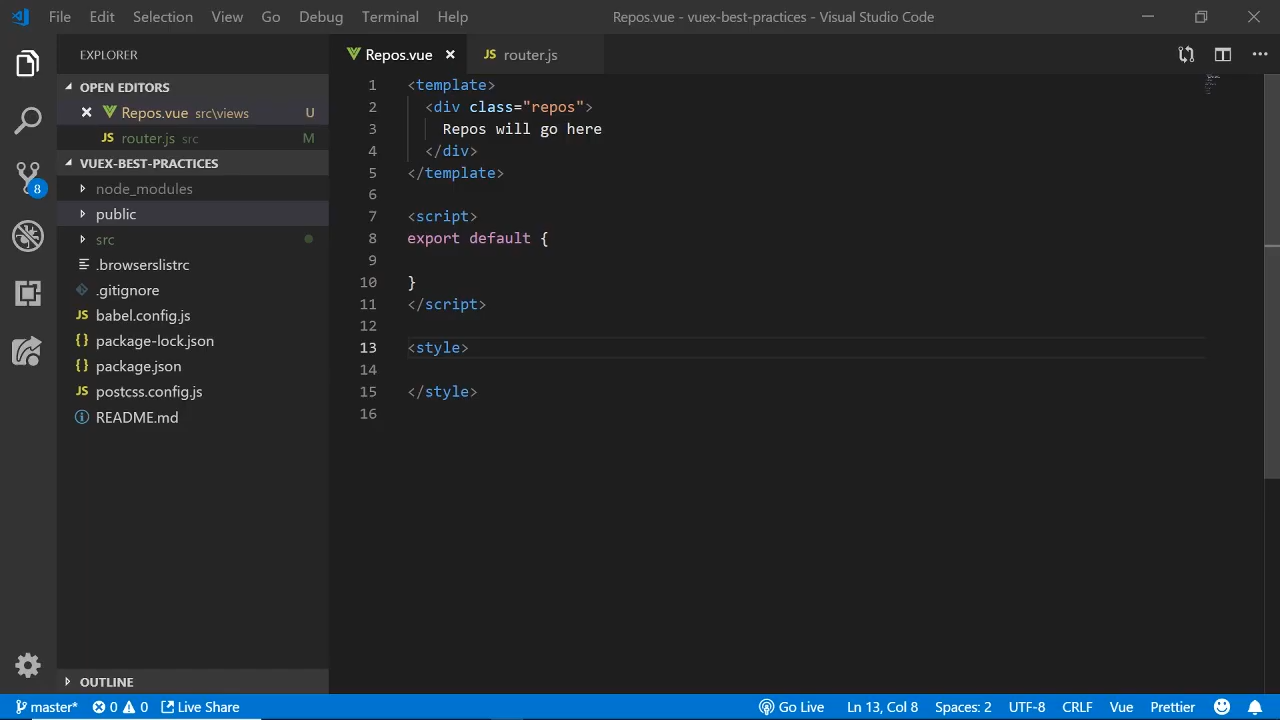 File Edit Selection View Go Debug Terminal Help Repos.vue - vuex-best-practices - Visual Studio Code
EXPLORER
OPEN EDITORS
Repos.vue src\views U
JS router.js src M
VUEX-BEST-PRACTICES
node_modules
public
src
.browserslistrc
.gitignore
JS babel.config.js
{} package-lock.json
{} package.json
JS postcss.config.js
README.md
OUTLINE
8
Repos.vue JS router.js
1 <template>
2 <div class="repos">
3 Repos will go here
4 </div>
5 </template>
6
7 <script>
8 export default {
9
10 }
11 </script>
12
13 <style>
14
15 </style>
16
master* 0 0 Live Share Go Live Ln 13, Col 8 Spaces: 2 UTF-8 CRLF Vue Prettier